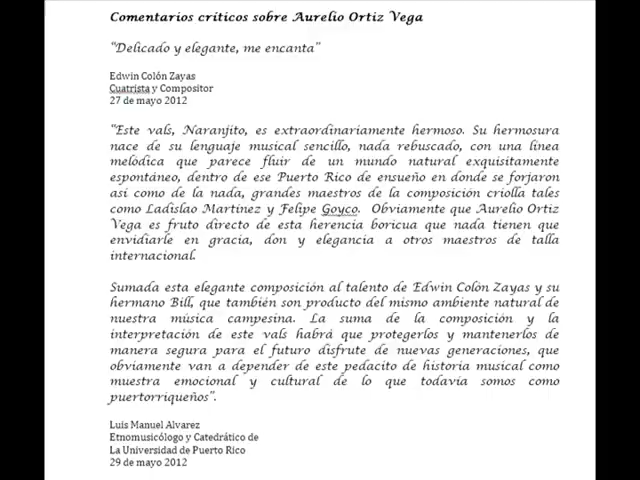 Comentarios críticos sobre Aurelio Ortiz Vega
“Delicado y elegante, me encanta”
Edwin Colón Zayas
Cuatrista y Compositor
27 de mayo 2012
“Este vals, Naranjito, es extraordinariamente hermoso. Su hermosura
nace de su lenguaje musical sencillo, nada rebuscado, con una línea
melódica que parece fluir de un mundo natural exquisitamente
espontáneo, dentro de ese Puerto Rico de ensueño en donde se forjaron
así como de la nada, grandes maestros de la composición criolla tales
como Ladislao Martínez y Felipe Goyco. Obviamente que Aurelio Ortiz
Vega es fruto directo de esta herencia boricua que nada tienen que
envidiarle en gracia, don y elegancia a otros maestros de talla
internacional.
Sumada esta elegante composición al talento de Edwin Colón Zayas y su
hermano Bill, que también son producto del mismo ambiente natural de
nuestra música campesina. La suma de la composición y la
interpretación de este vals habrá que protegerlos y mantenerlos de
manera segura para el futuro disfrute de nuevas generaciones, que
obviamente van a depender de este pedacito de historia musical como
muestra emocional y cultural de lo que todavía somos como
puertorriqueños”.
Luis Manuel Alvarez
Etnomusicólogo y Catedrático de
La Universidad de Puerto Rico
29 de mayo 2012